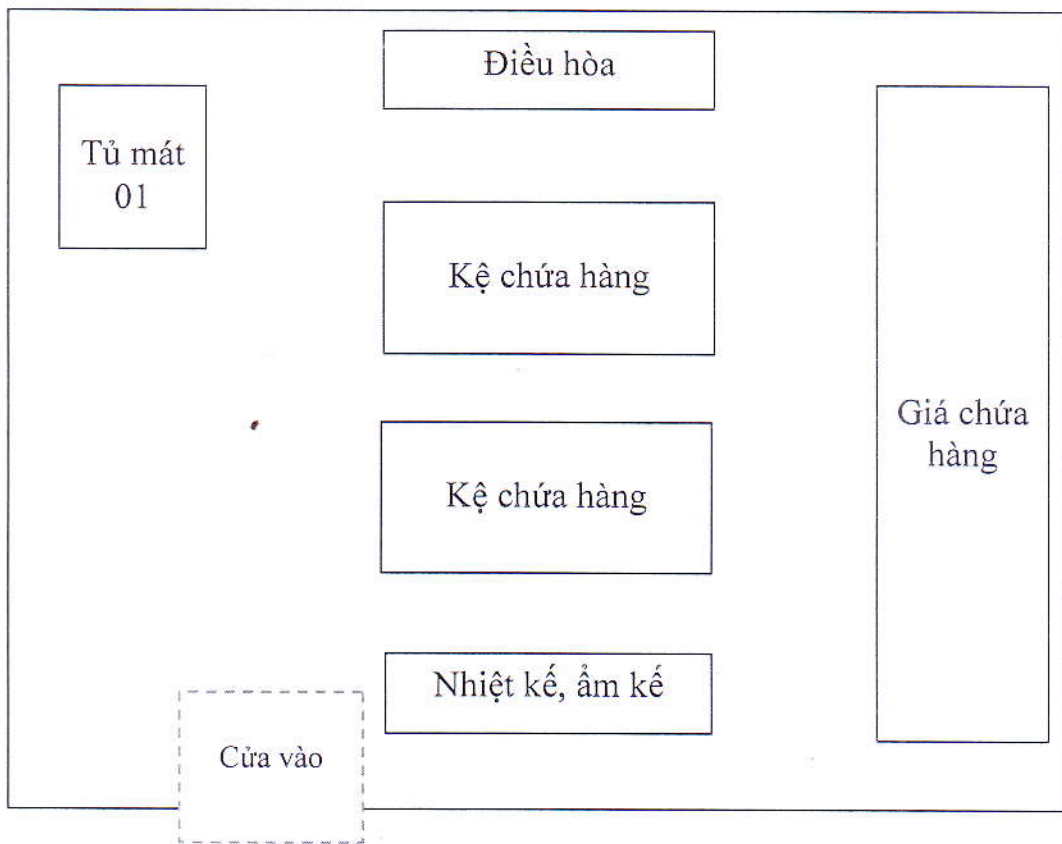 Điều hòa
Tủ mát
01
Kệ chứa hàng
Giá chứa
hàng
Kệ chứa hàng
Nhiệt kế, ẩm kế
Cửa vào